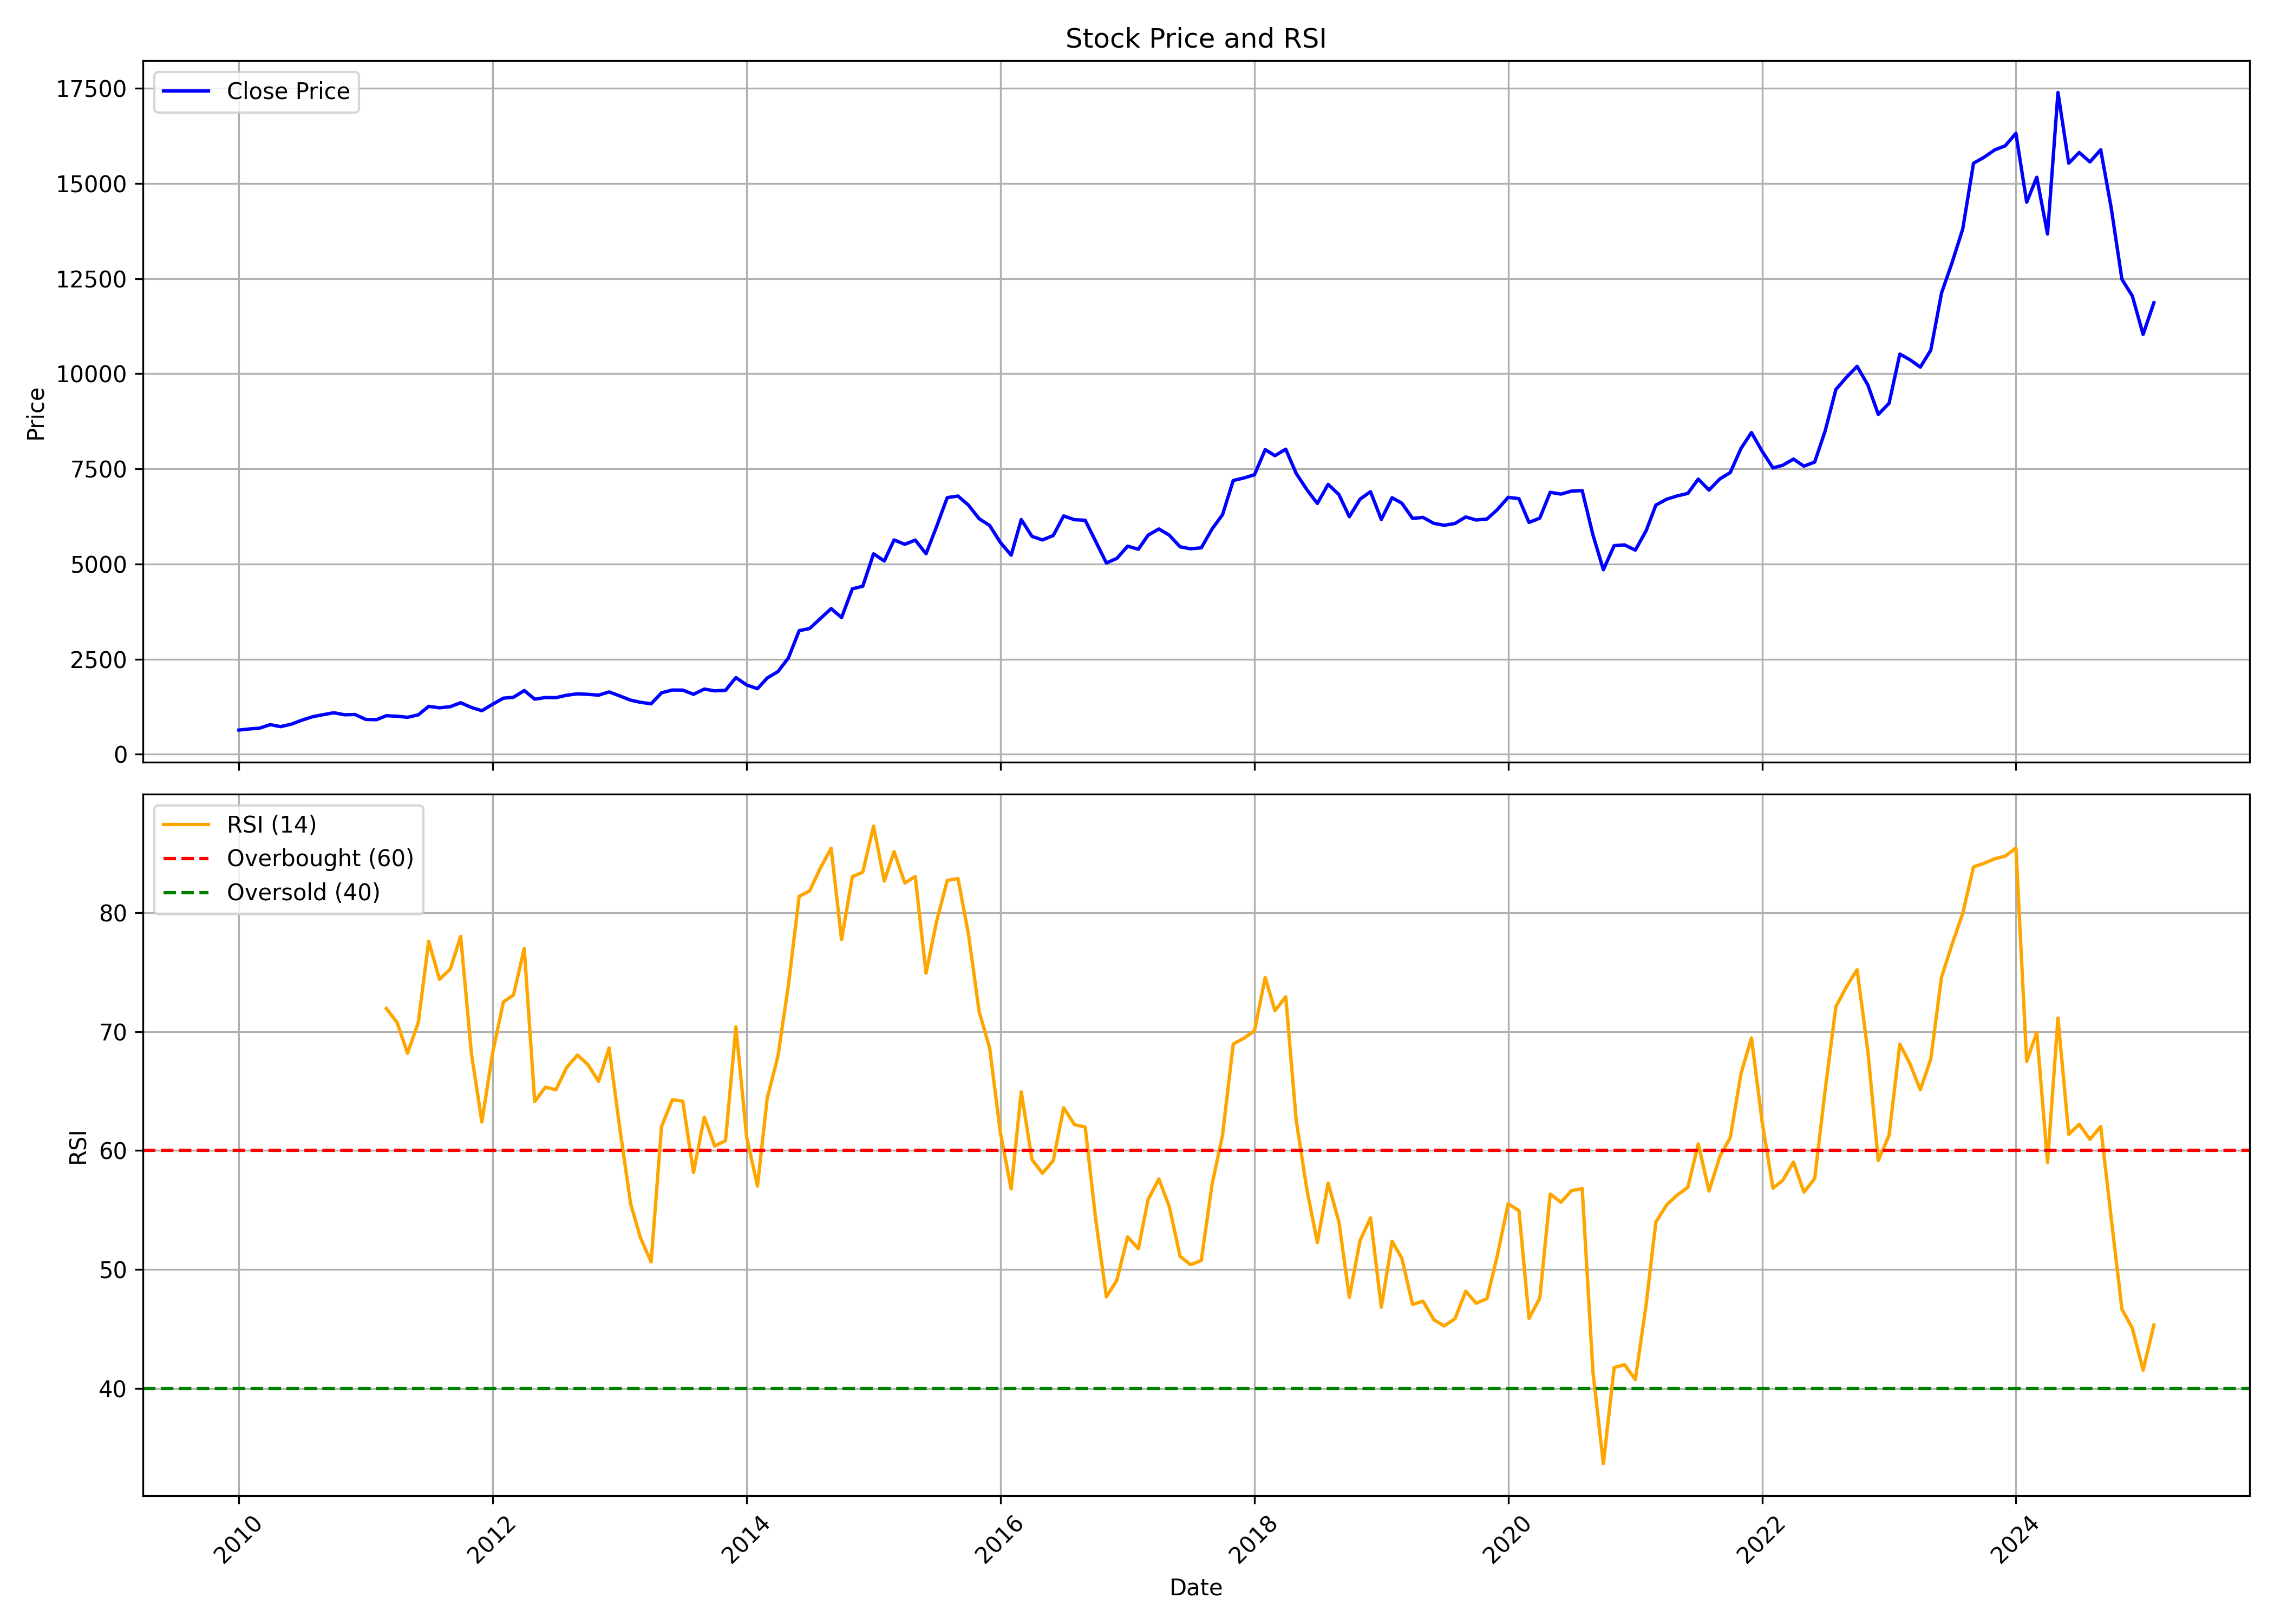 Stock Price and RSI
Close Price
17500
15000
12500
10000
7500
5000
2500
0
Price
RSI (14)
Overbought (60)
Oversold (40)
80
70
60
50
40
RSI
2010
2012
2014
2016
2018
2020
2022
2024
Date